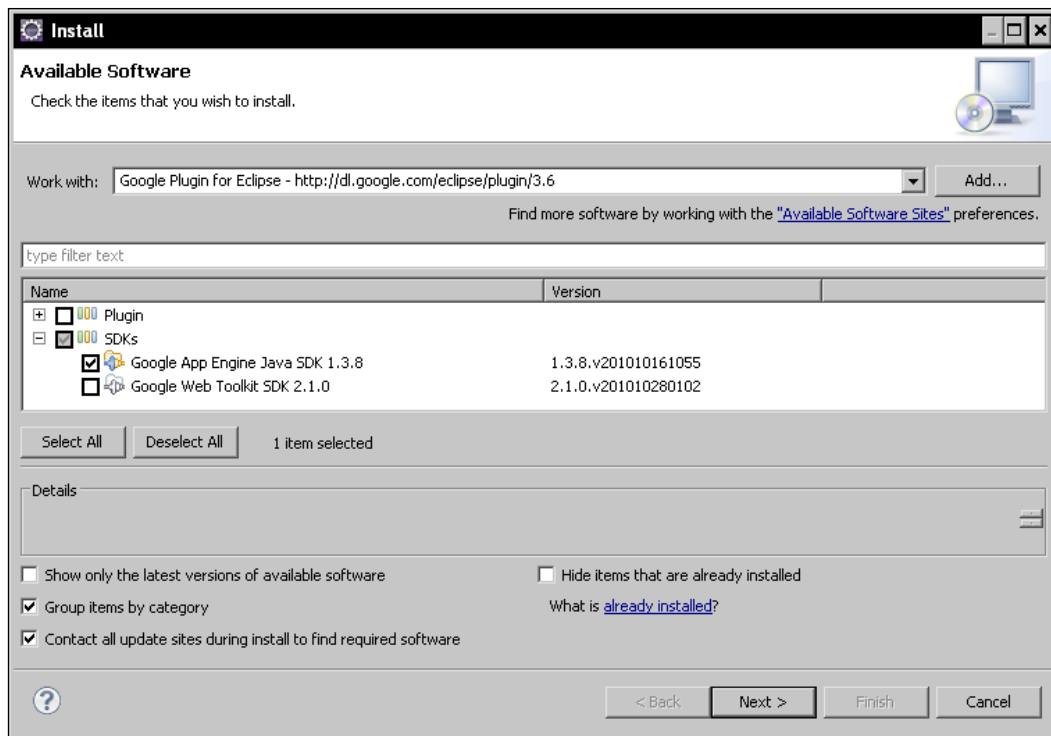 Install
Available Software
Check the items that you wish to install.
Work with: Google Plugin for Eclipse - http://dl.google.com/eclipse/plugin/3.6 Add...
Find more software by working with the "Available Software Sites" preferences.
type filter text
Name Version
Plugin
SDKs
Google App Engine Java SDK 1.3.8 1.3.8.v201010161055
Google Web Toolkit SDK 2.1.0 2.1.0.v201010280102
Select All Deselect All 1 item selected
Details
Show only the latest versions of available software Hide items that are already installed
Group items by category What is already installed?
Contact all update sites during install to find required software
? < Back Next > Finish Cancel